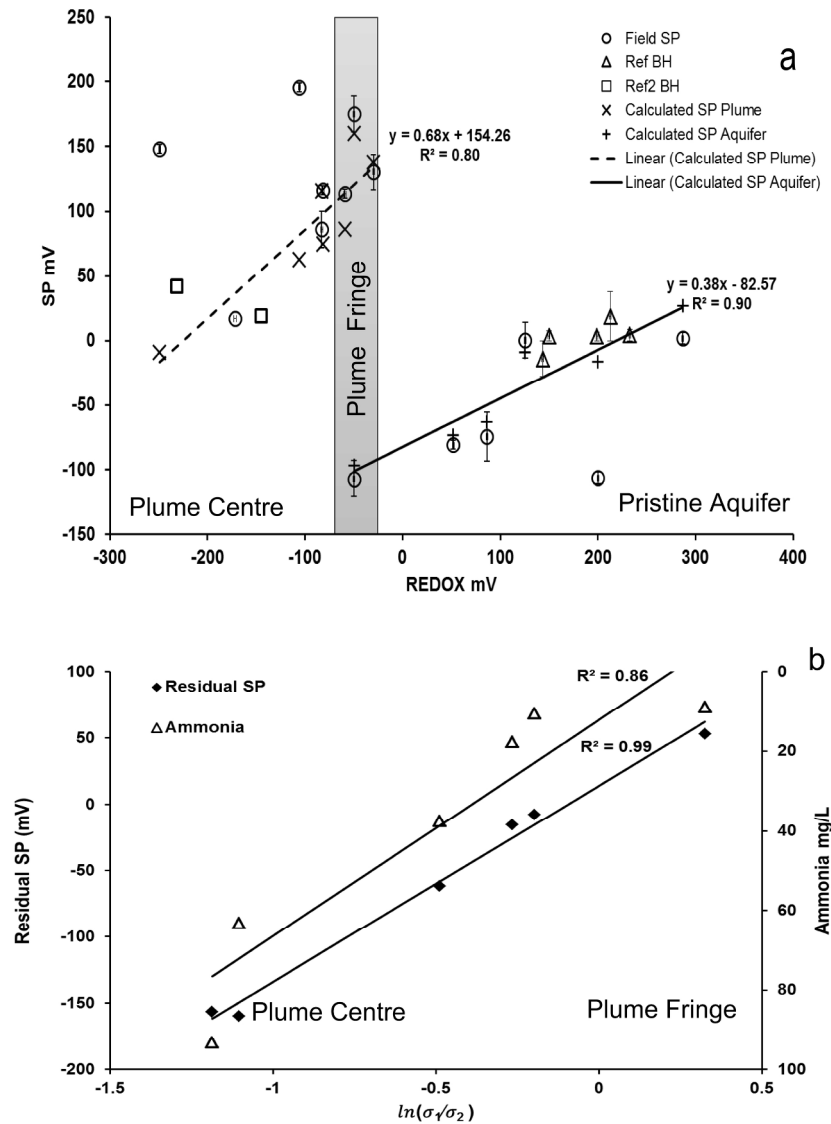 a
250
200
150
100
50
0
-50
-100
-150
SP mV
-300
-200
-100
0
100
200
300
400
REDOX mV
Field SP
Ref BH
Ref2 BH
Calculated SP Plume
Calculated SP Aquifer
Linear (Calculated SP Plume)
Linear (Calculated SP Aquifer)
y = 0.68x + 154.26
R² = 0.80
y = 0.38x - 82.57
R² = 0.90
Plume Fringe
Plume Centre
Pristine Aquifer
b
100
50
0
-50
-100
-150
-200
Residual SP (mV)
Residual SP
Ammonia
R² = 0.86
R² = 0.99
Plume Centre
Plume Fringe
0
20
40
60
80
100
Ammonia mg/L
-1.5
-1
-0.5
0
0.5
ln(σ₁/σ₂)